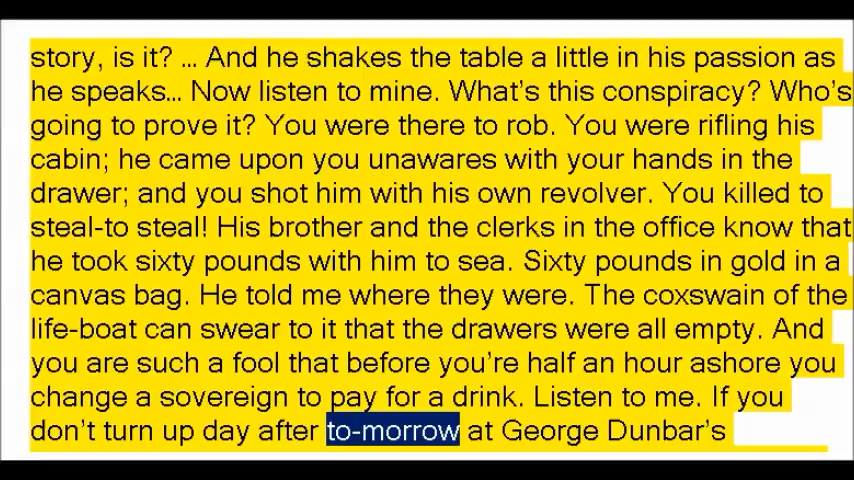 story, is it? ... And he shakes the table a little in his passion as
he speaks... Now listen to mine. What's this conspiracy? Who's
going to prove it? You were there to rob. You were rifling his
cabin; he came upon you unawares with your hands in the
drawer; and you shot him with his own revolver. You killed to
steal-to steal! His brother and the clerks in the office know that
he took sixty pounds with him to sea. Sixty pounds in gold in a
canvas bag. He told me where they were. The coxswain of the
life-boat can swear to it that the drawers were all empty. And
you are such a fool that before you're half an hour ashore you
change a sovereign to pay for a drink. Listen to me. If you
don't turn up day after to-morrow at George Dunbar's